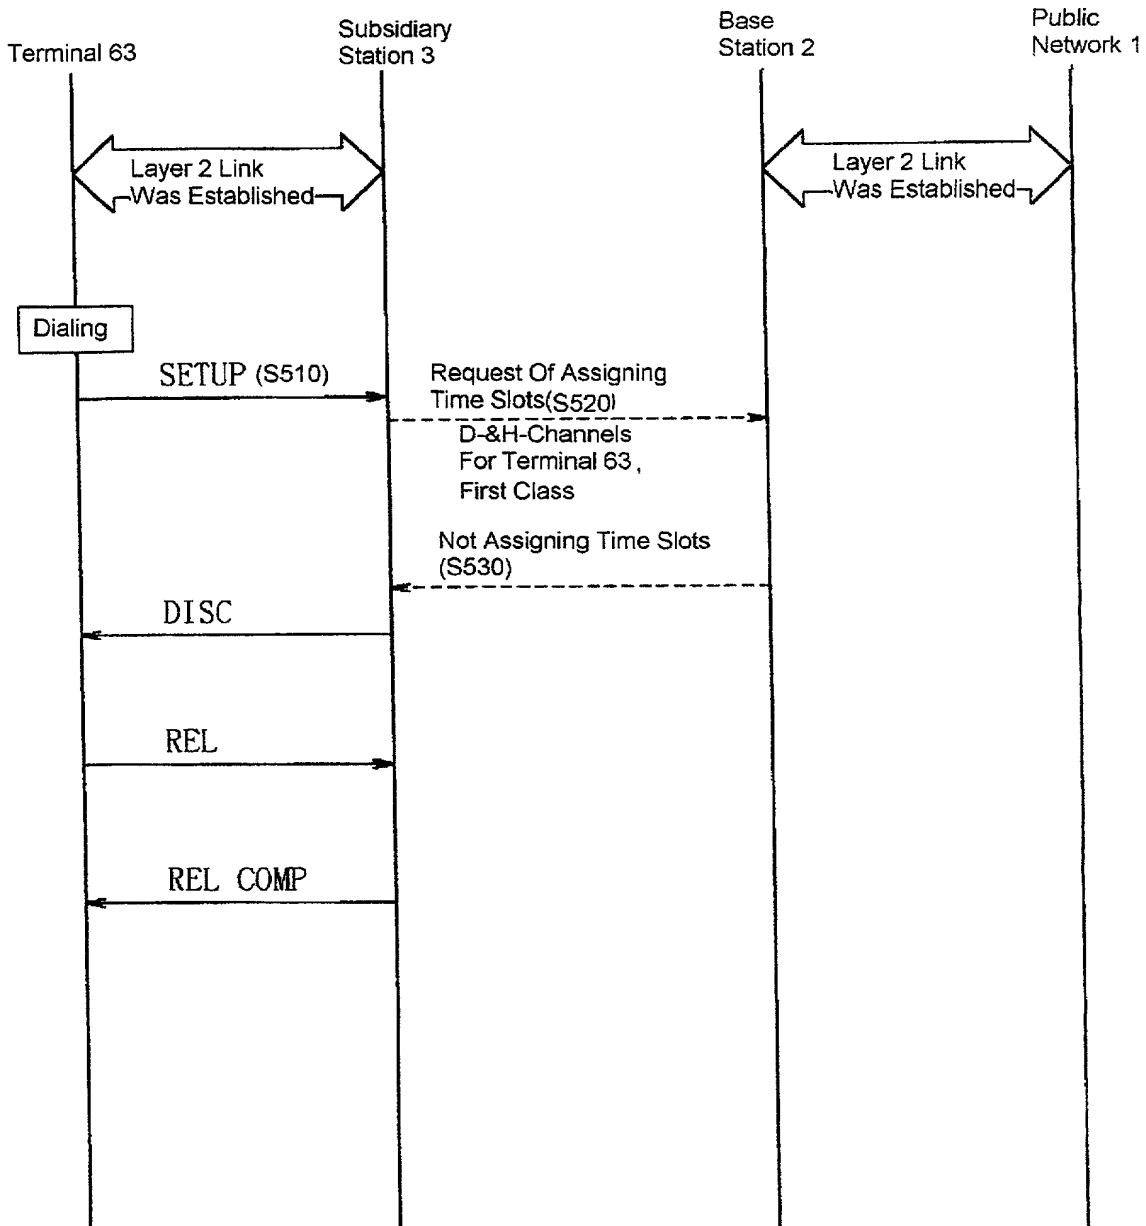 Terminal 63
Subsidiary
Station 3
Base
Station 2
Public
Network 1
Layer 2 Link
Was Established
Layer 2 Link
Was Established
Dialing
SETUP (S510)
Request Of Assigning
Time Slots(S520)
D-&H-Channels
For Terminal 63,
First Class
Not Assigning Time Slots
(S530)
DISC
REL
REL COMP